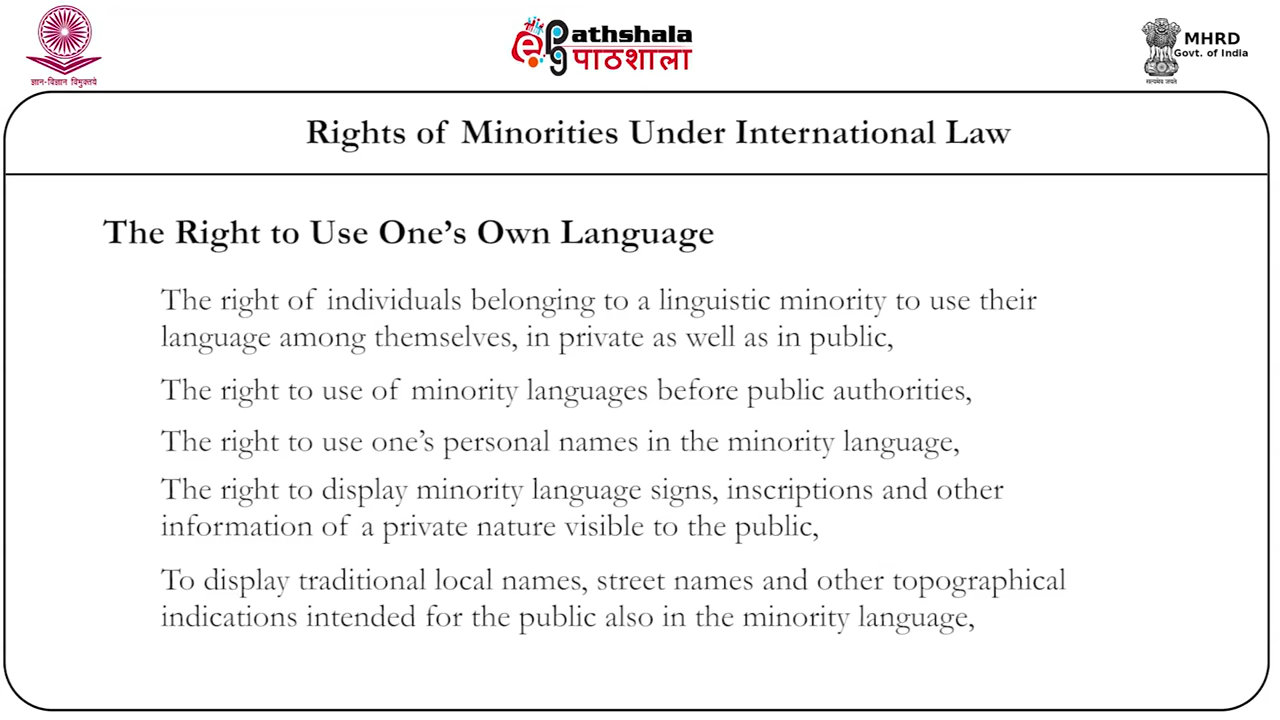 ज्ञान-विज्ञान विमुक्तये
ePG Pathshala
पाठशाला
MHRD
Govt. of India
सत्यमेव जयते
Rights of Minorities Under International Law
The Right to Use One’s Own Language
The right of individuals belonging to a linguistic minority to use their
language among themselves, in private as well as in public,
The right to use of minority languages before public authorities,
The right to use one’s personal names in the minority language,
The right to display minority language signs, inscriptions and other
information of a private nature visible to the public,
To display traditional local names, street names and other topographical
indications intended for the public also in the minority language,